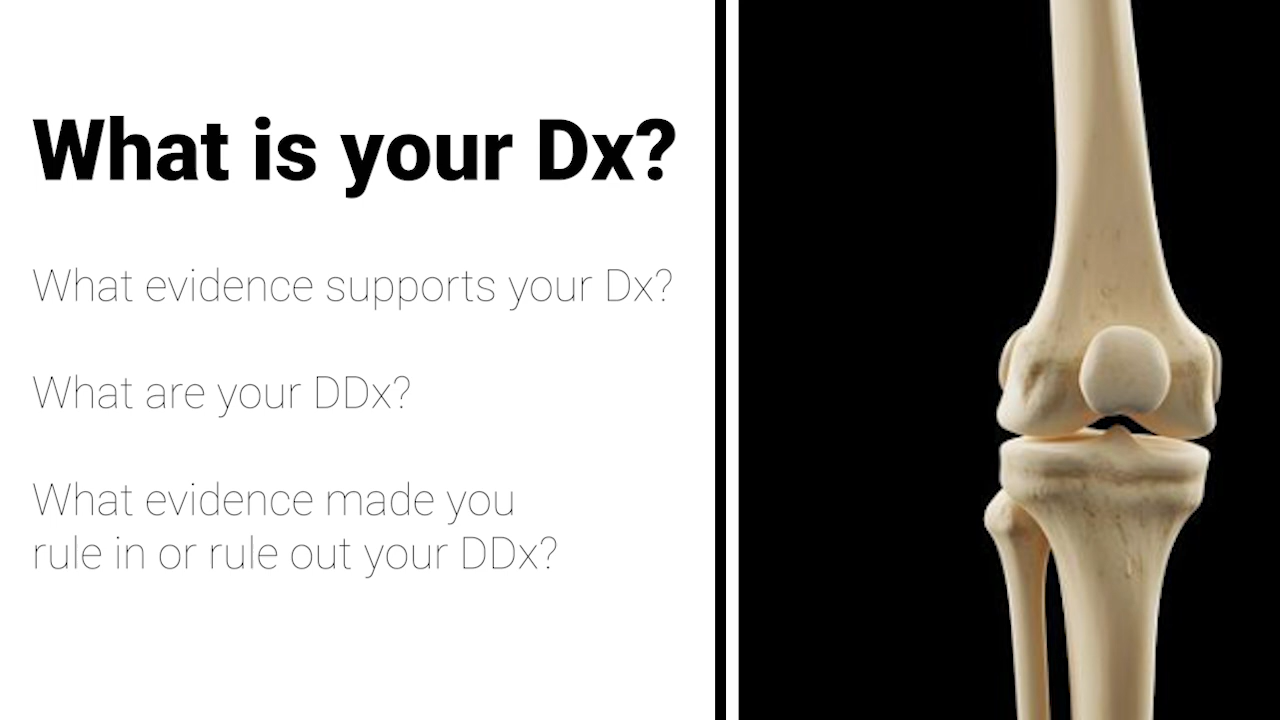 What is your Dx?
What evidence supports your Dx?
What are your DDx?
What evidence made you
rule in or rule out your DDx?